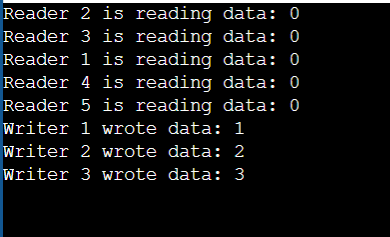 Reader 2 is reading data: 0
Reader 3 is reading data: 0
Reader 1 is reading data: 0
Reader 4 is reading data: 0
Reader 5 is reading data: 0
Writer 1 wrote data: 1
Writer 2 wrote data: 2
Writer 3 wrote data: 3